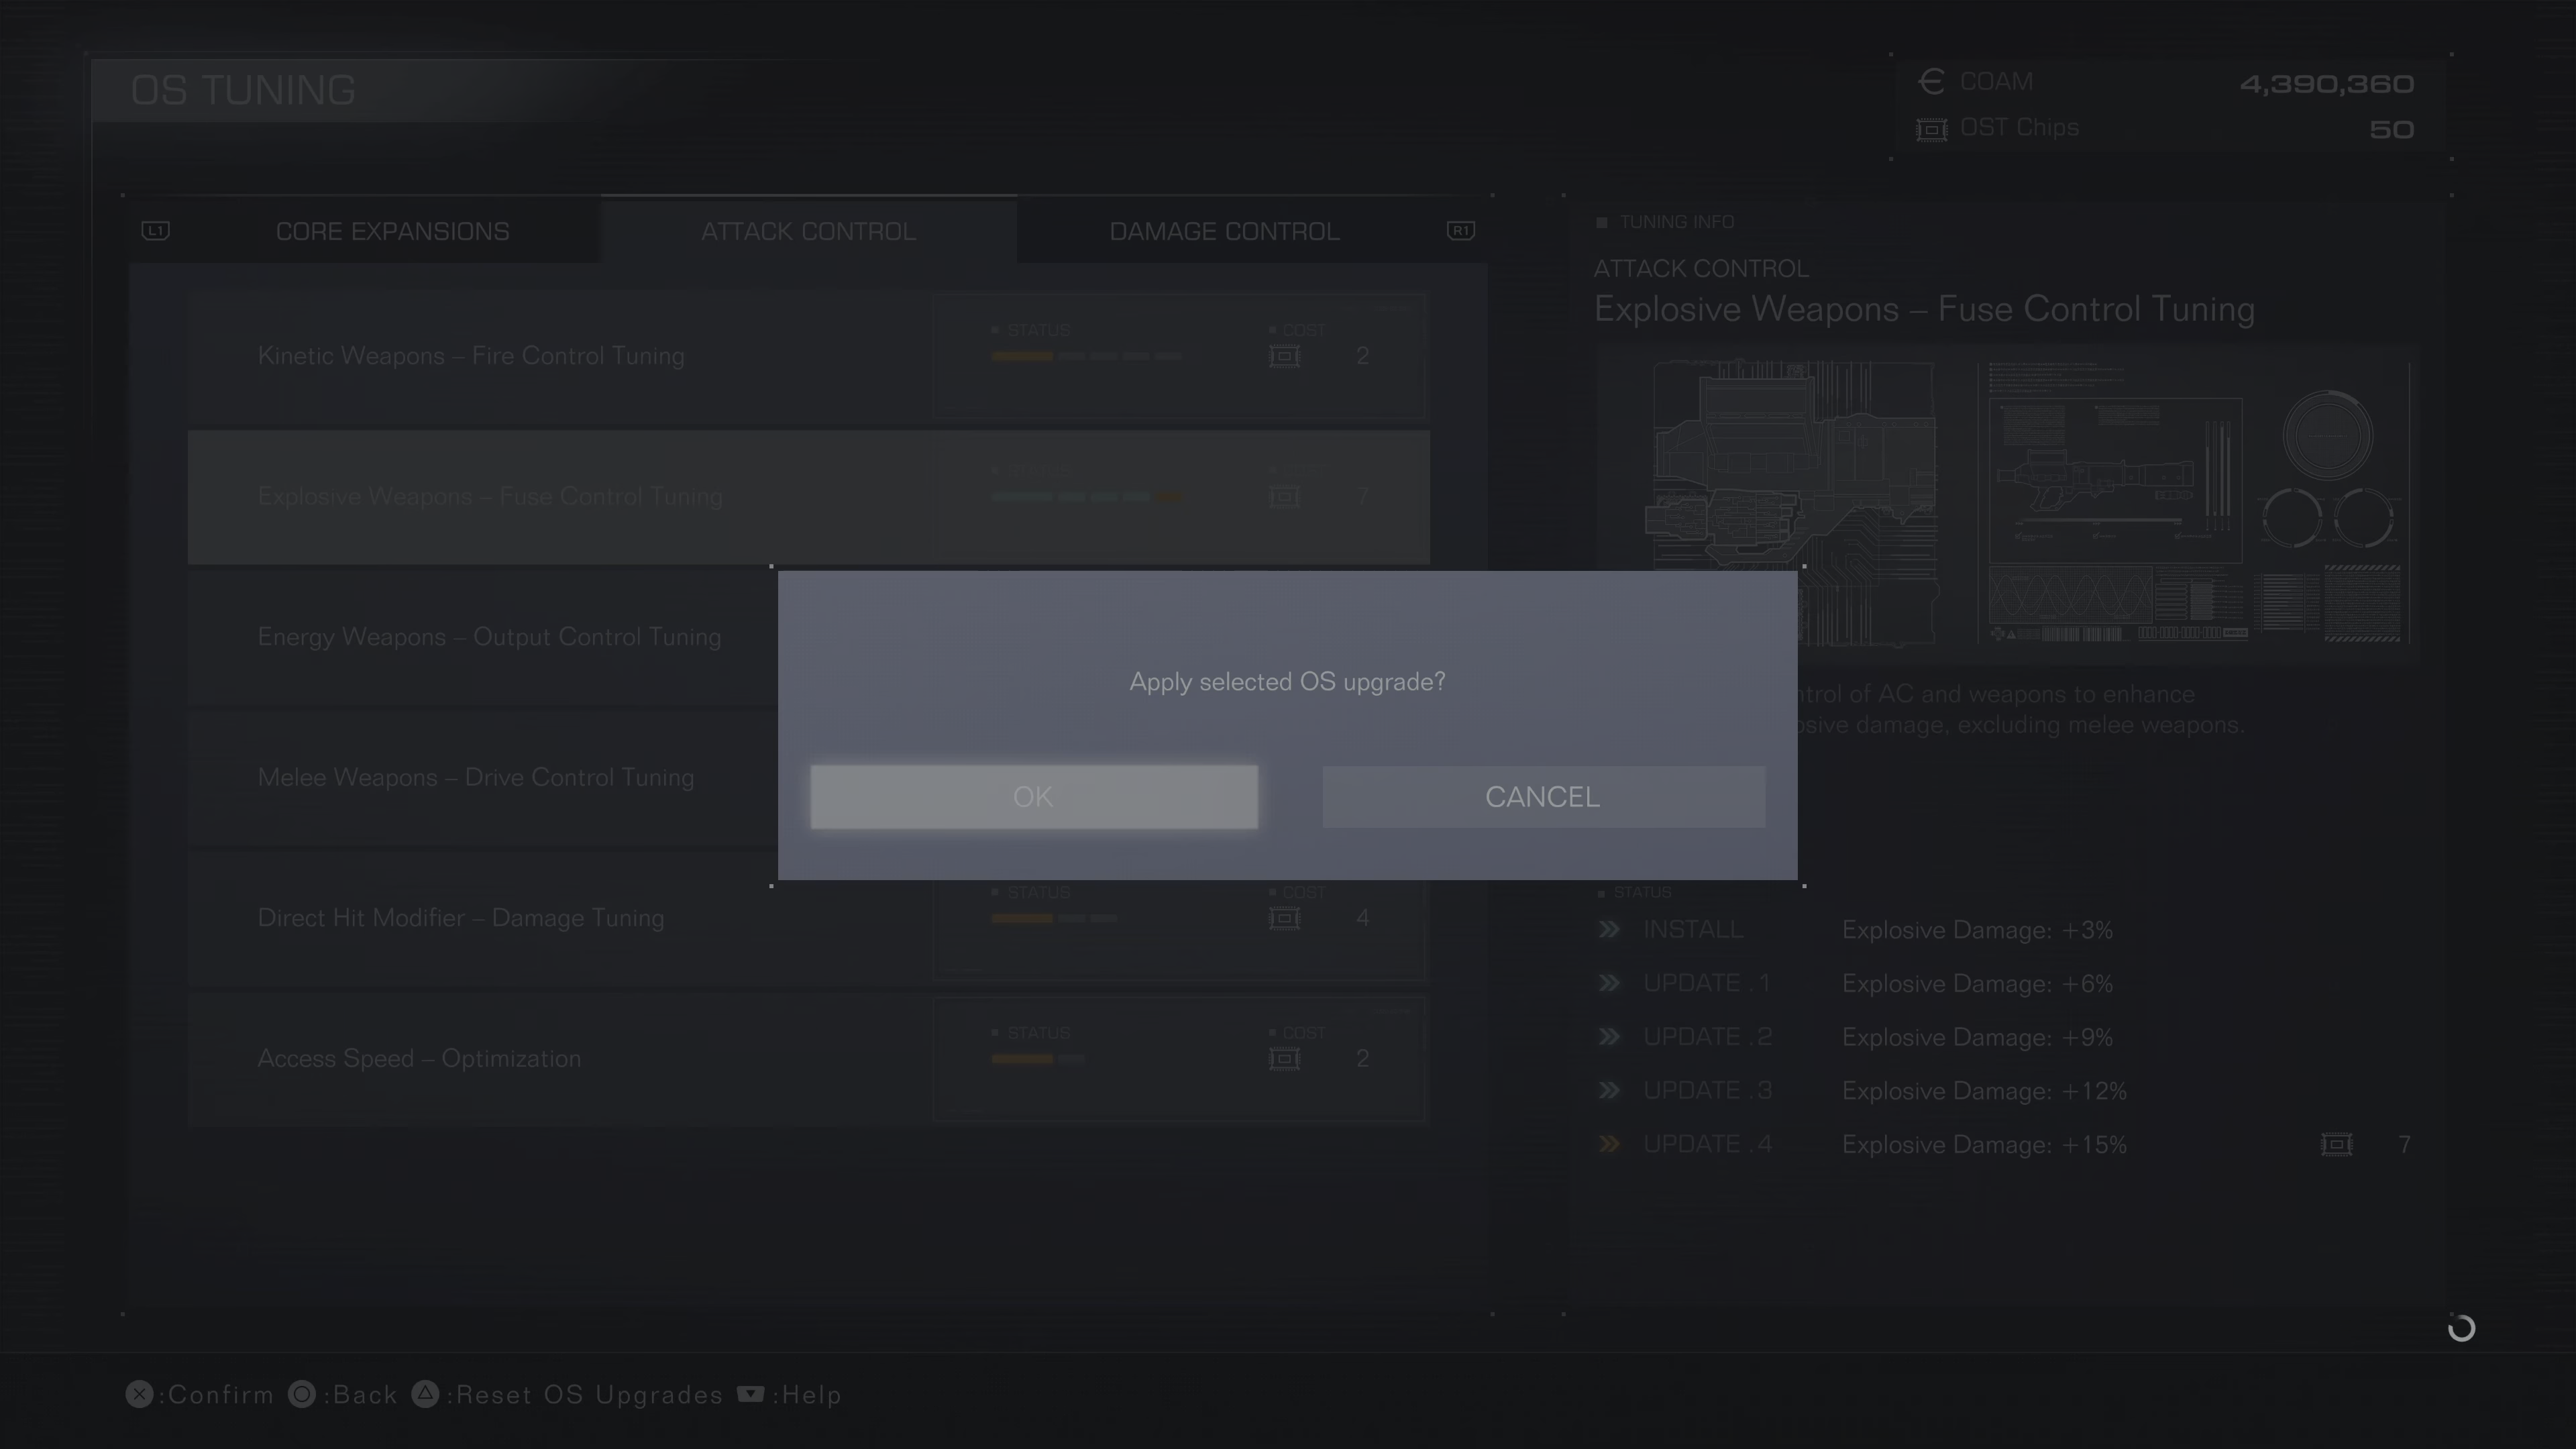 OS TUNING
COAM 4,390,360
OST Chips 50
L1 CORE EXPANSIONS ATTACK CONTROL DAMAGE CONTROL R1
Kinetic Weapons – Fire Control Tuning
STATUS COST
2
Explosive Weapons – Fuse Control Tuning
STATUS
7
Energy Weapons – Output Control Tuning
Melee Weapons – Drive Control Tuning
Direct Hit Modifier – Damage Tuning
STATUS COST
4
Access Speed – Optimization
STATUS COST
2
TUNING INFO
ATTACK CONTROL
Explosive Weapons – Fuse Control Tuning
of AC and weapons to enhance
damage, excluding melee weapons.
Apply selected OS upgrade?
OK CANCEL
STATUS
INSTALL Explosive Damage: +3%
UPDATE .1 Explosive Damage: +6%
UPDATE .2 Explosive Damage: +9%
UPDATE .3 Explosive Damage: +12%
UPDATE .4 Explosive Damage: +15% 7
:Confirm :Back :Reset OS Upgrades :Help